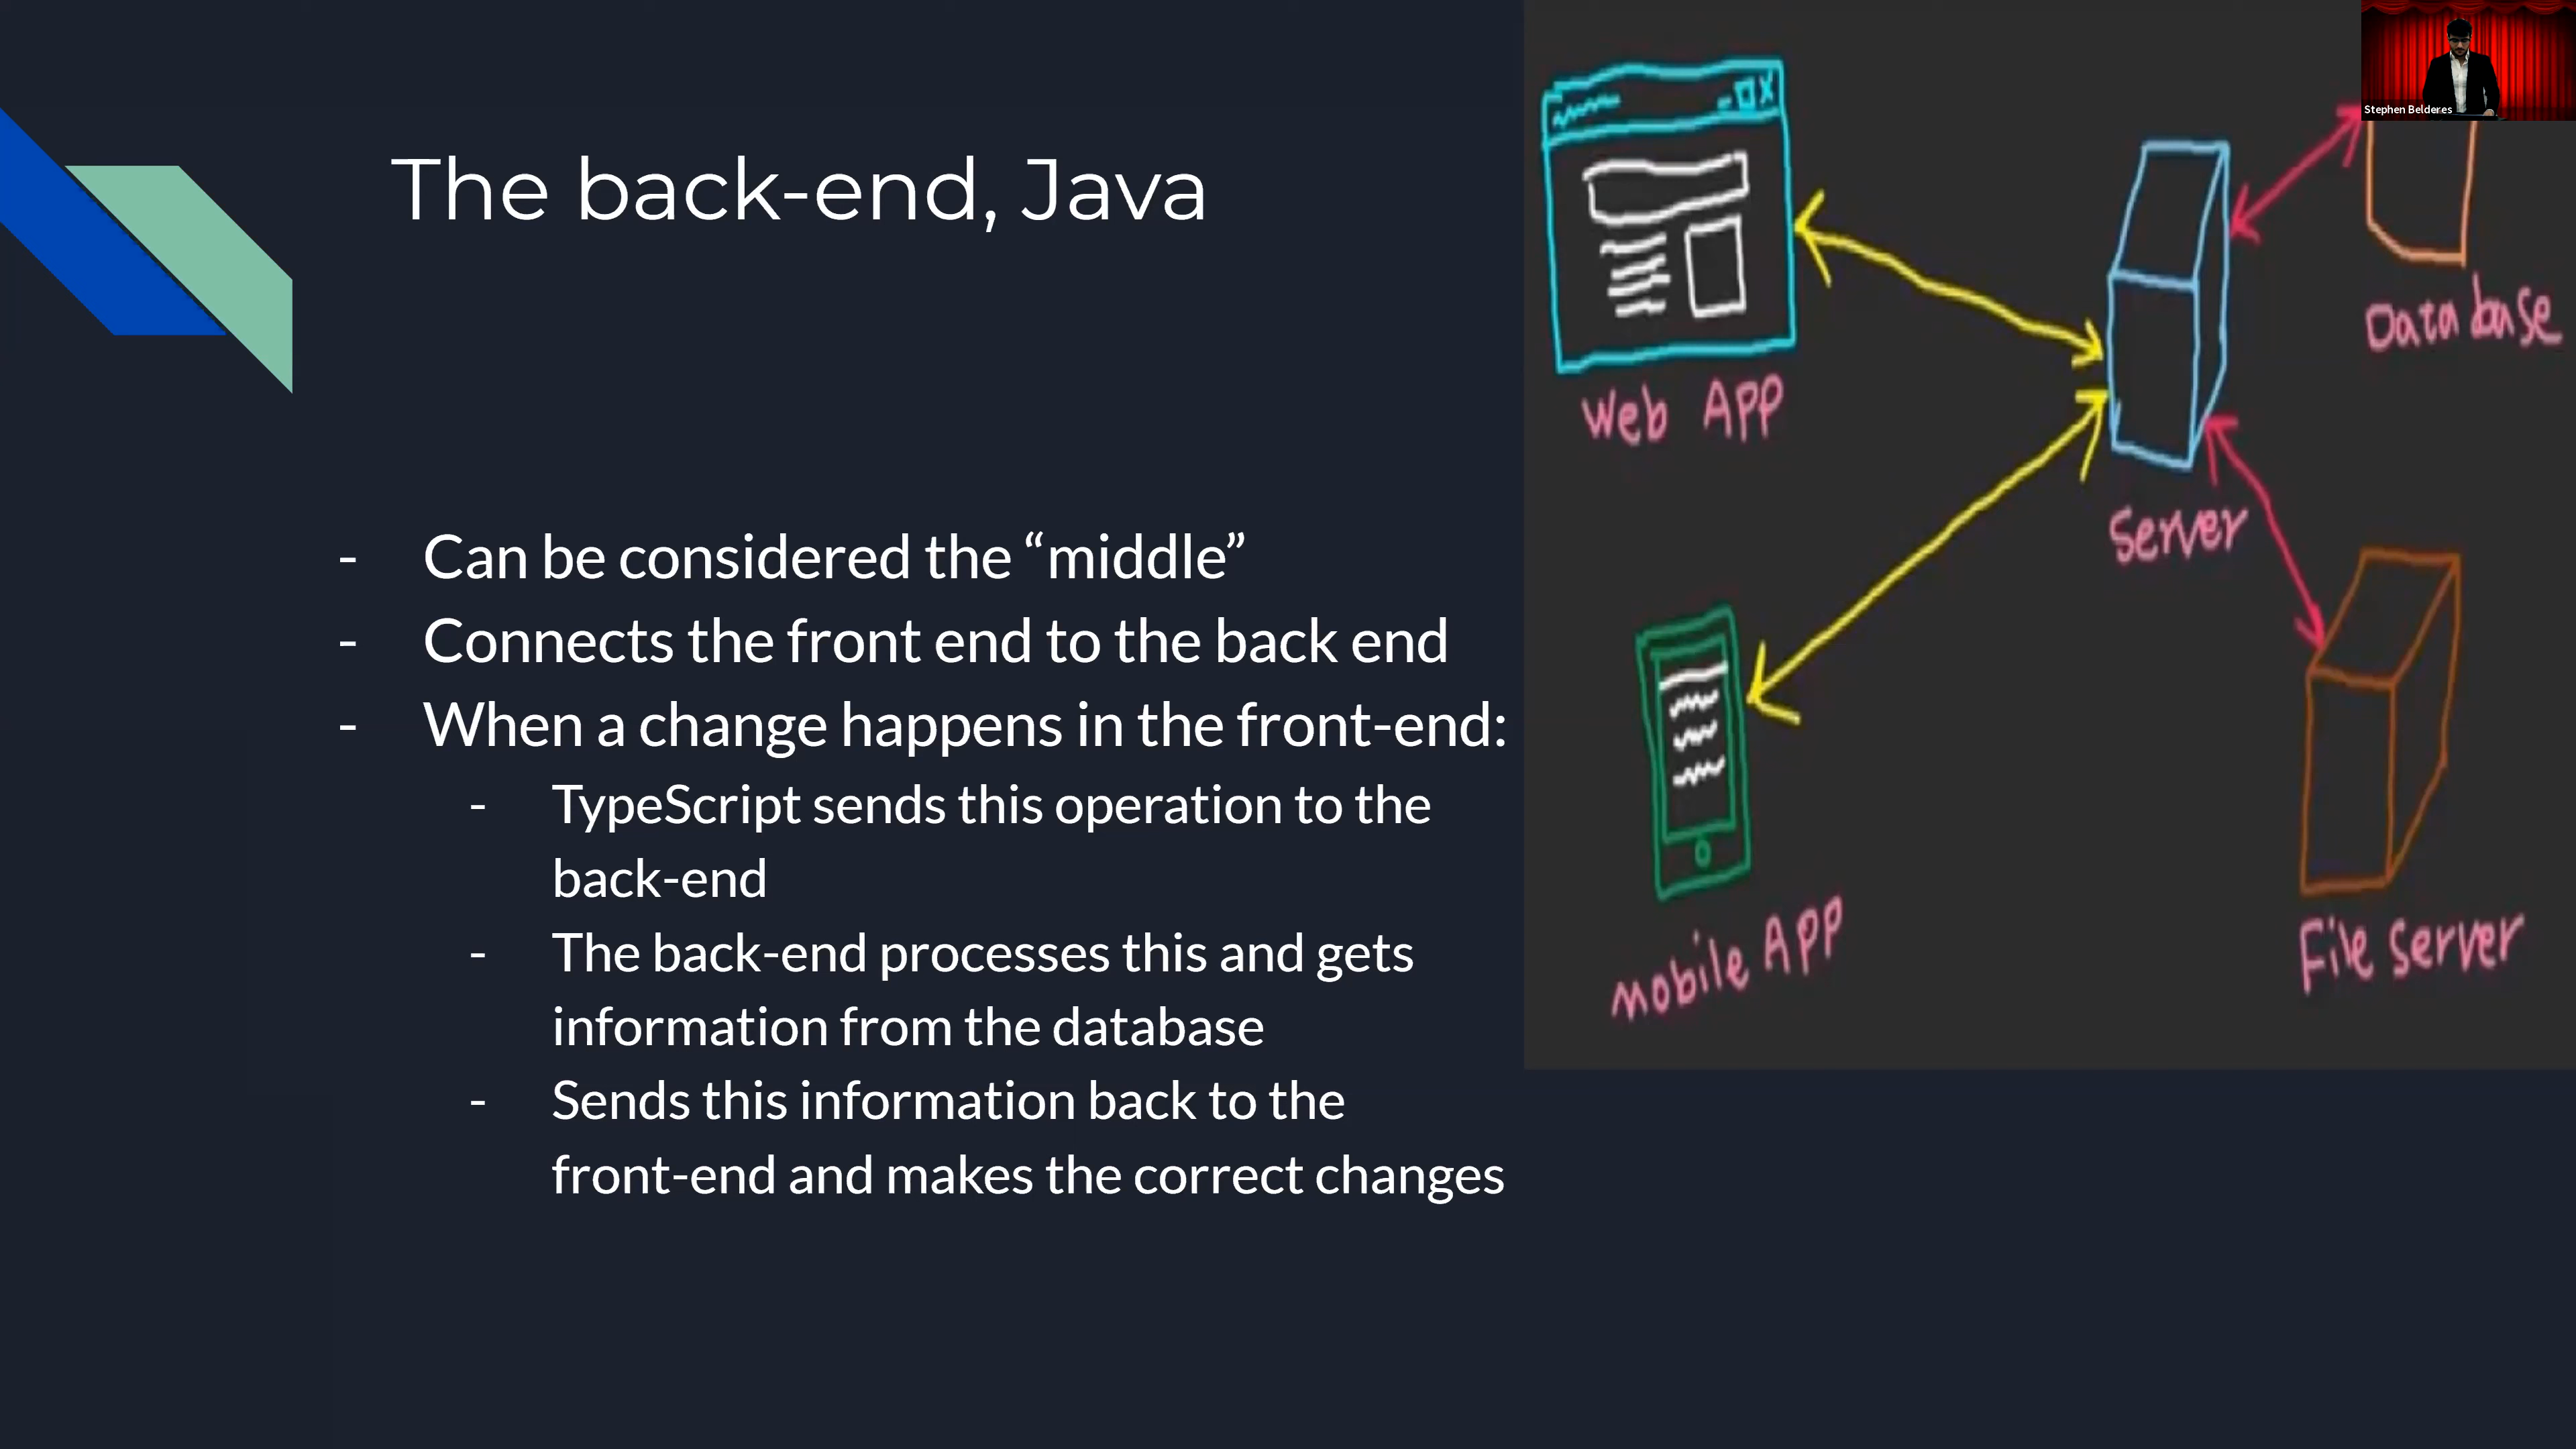 The back-end, Java
- Can be considered the “middle”
- Connects the front end to the back end
- When a change happens in the front-end:
- TypeScript sends this operation to the
back-end
- The back-end processes this and gets
information from the database
- Sends this information back to the
front-end and makes the correct changes
Web APP
Server
Database
mobile APP
File Server
Stephen Belderes